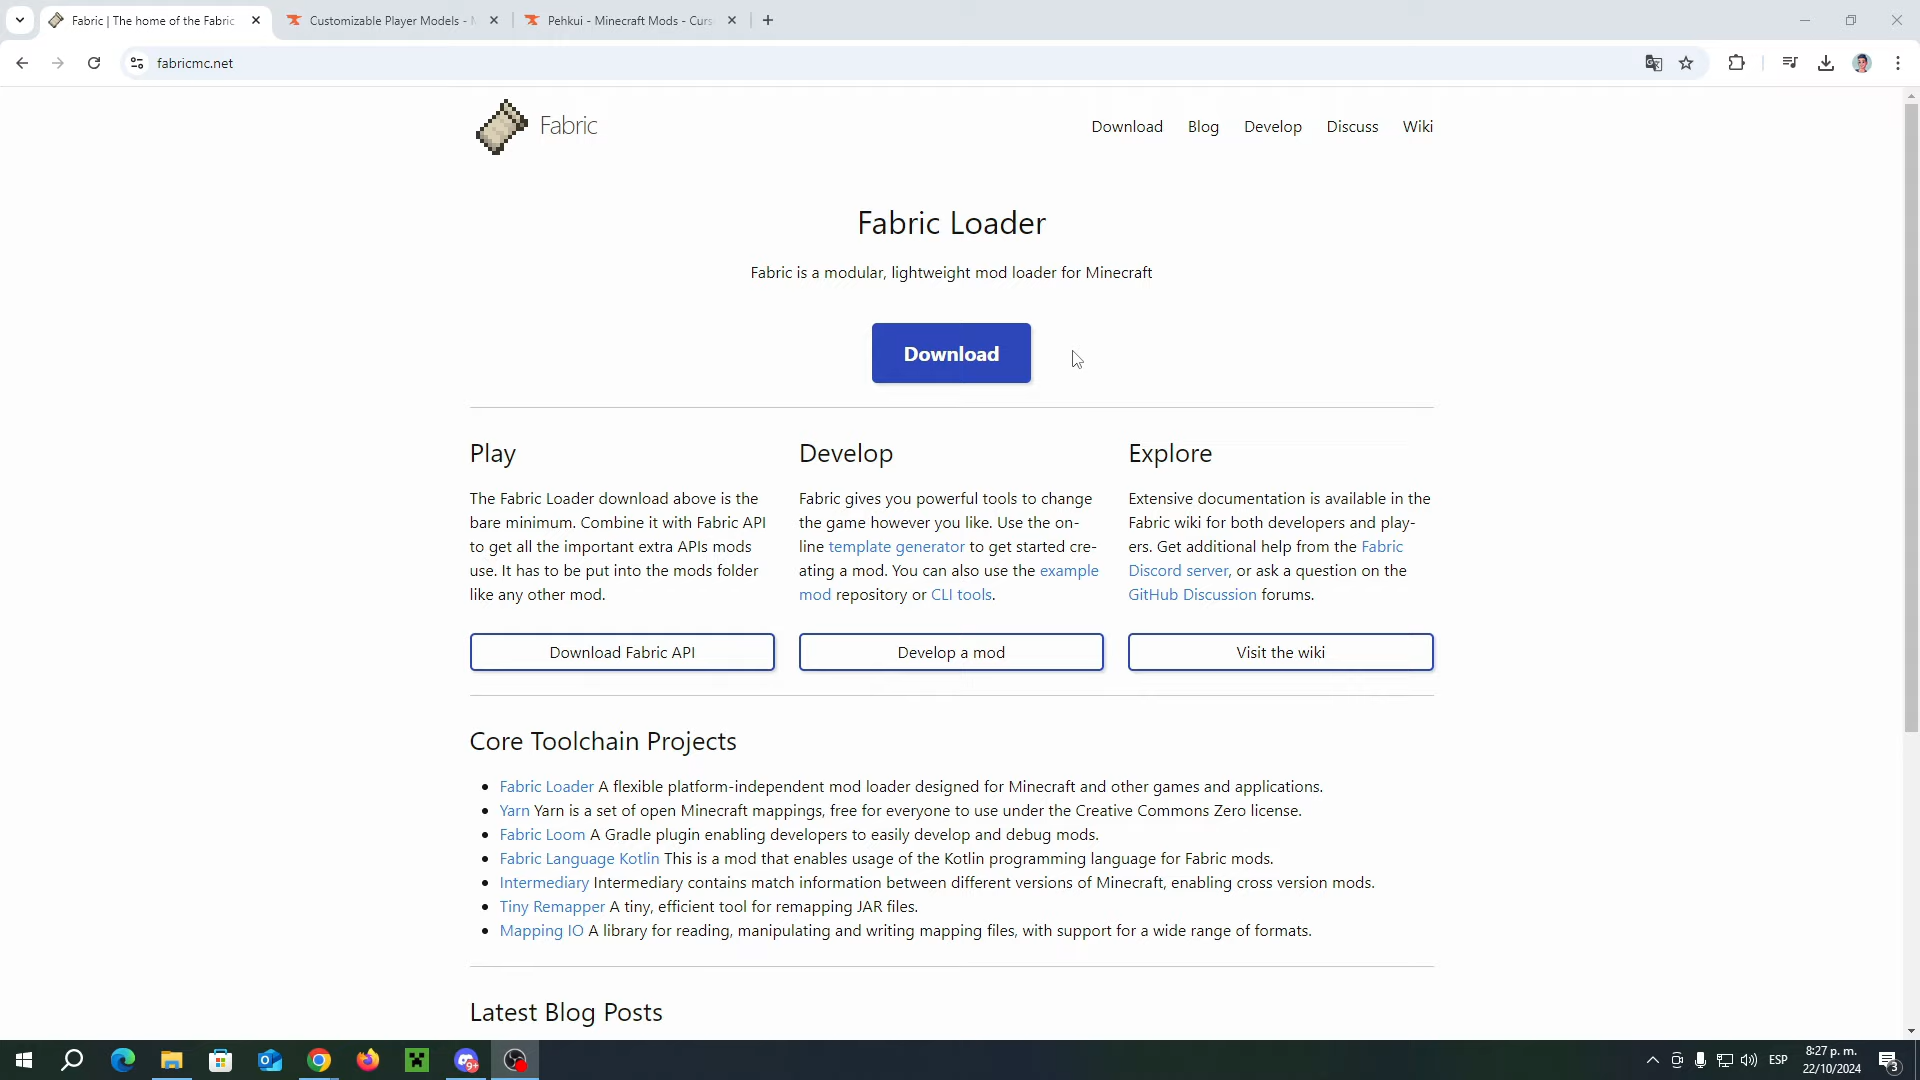 Fabric | The home of the Fabric
Customizable Player Models -
Pehkui - Minecraft Mods - Curs
fabricmc.net
Fabric
Download
Blog
Develop
Discuss
Wiki
Fabric Loader
Fabric is a modular, lightweight mod loader for Minecraft
Download
Play
The Fabric Loader download above is the
bare minimum. Combine it with Fabric API
to get all the important extra APIs mods
use. It has to be put into the mods folder
like any other mod.
Download Fabric API
Develop
Fabric gives you powerful tools to change
the game however you like. Use the on-
line template generator to get started cre-
ating a mod. You can also use the example
mod repository or CLI tools.
Develop a mod
Explore
Extensive documentation is available in the
Fabric wiki for both developers and play-
ers. Get additional help from the Fabric
Discord server, or ask a question on the
GitHub Discussion forums.
Visit the wiki
Core Toolchain Projects
Fabric Loader A flexible platform-independent mod loader designed for Minecraft and other games and applications.
Yarn Yarn is a set of open Minecraft mappings, free for everyone to use under the Creative Commons Zero license.
Fabric Loom A Gradle plugin enabling developers to easily develop and debug mods.
Fabric Language Kotlin This is a mod that enables usage of the Kotlin programming language for Fabric mods.
Intermediary Intermediary contains match information between different versions of Minecraft, enabling cross version mods.
Tiny Remapper A tiny, efficient tool for remapping JAR files.
Mapping IO A library for reading, manipulating and writing mapping files, with support for a wide range of formats.
Latest Blog Posts
9+
ESP
8:27 p. m.
22/10/2024
3